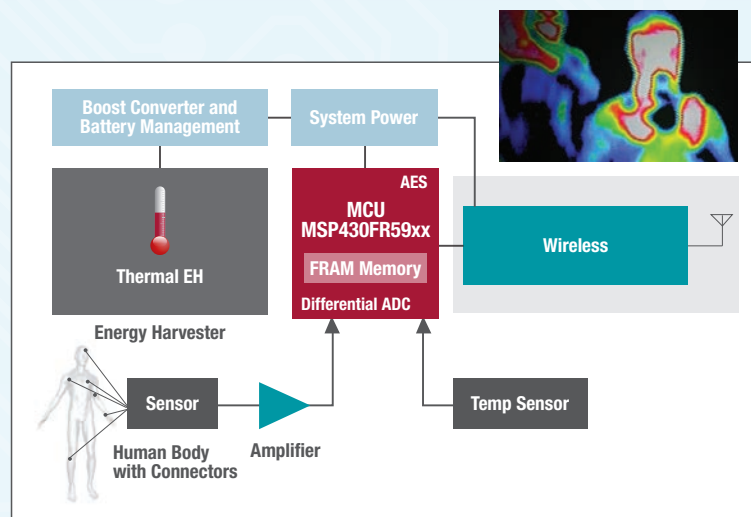 Boost Converter and
Battery Management
System Power
AES
MCU
MSP430FR59xx
FRAM Memory
Differential ADC
Wireless
Thermal EH
Energy Harvester
Sensor
Human Body
with Connectors
Amplifier
Temp Sensor